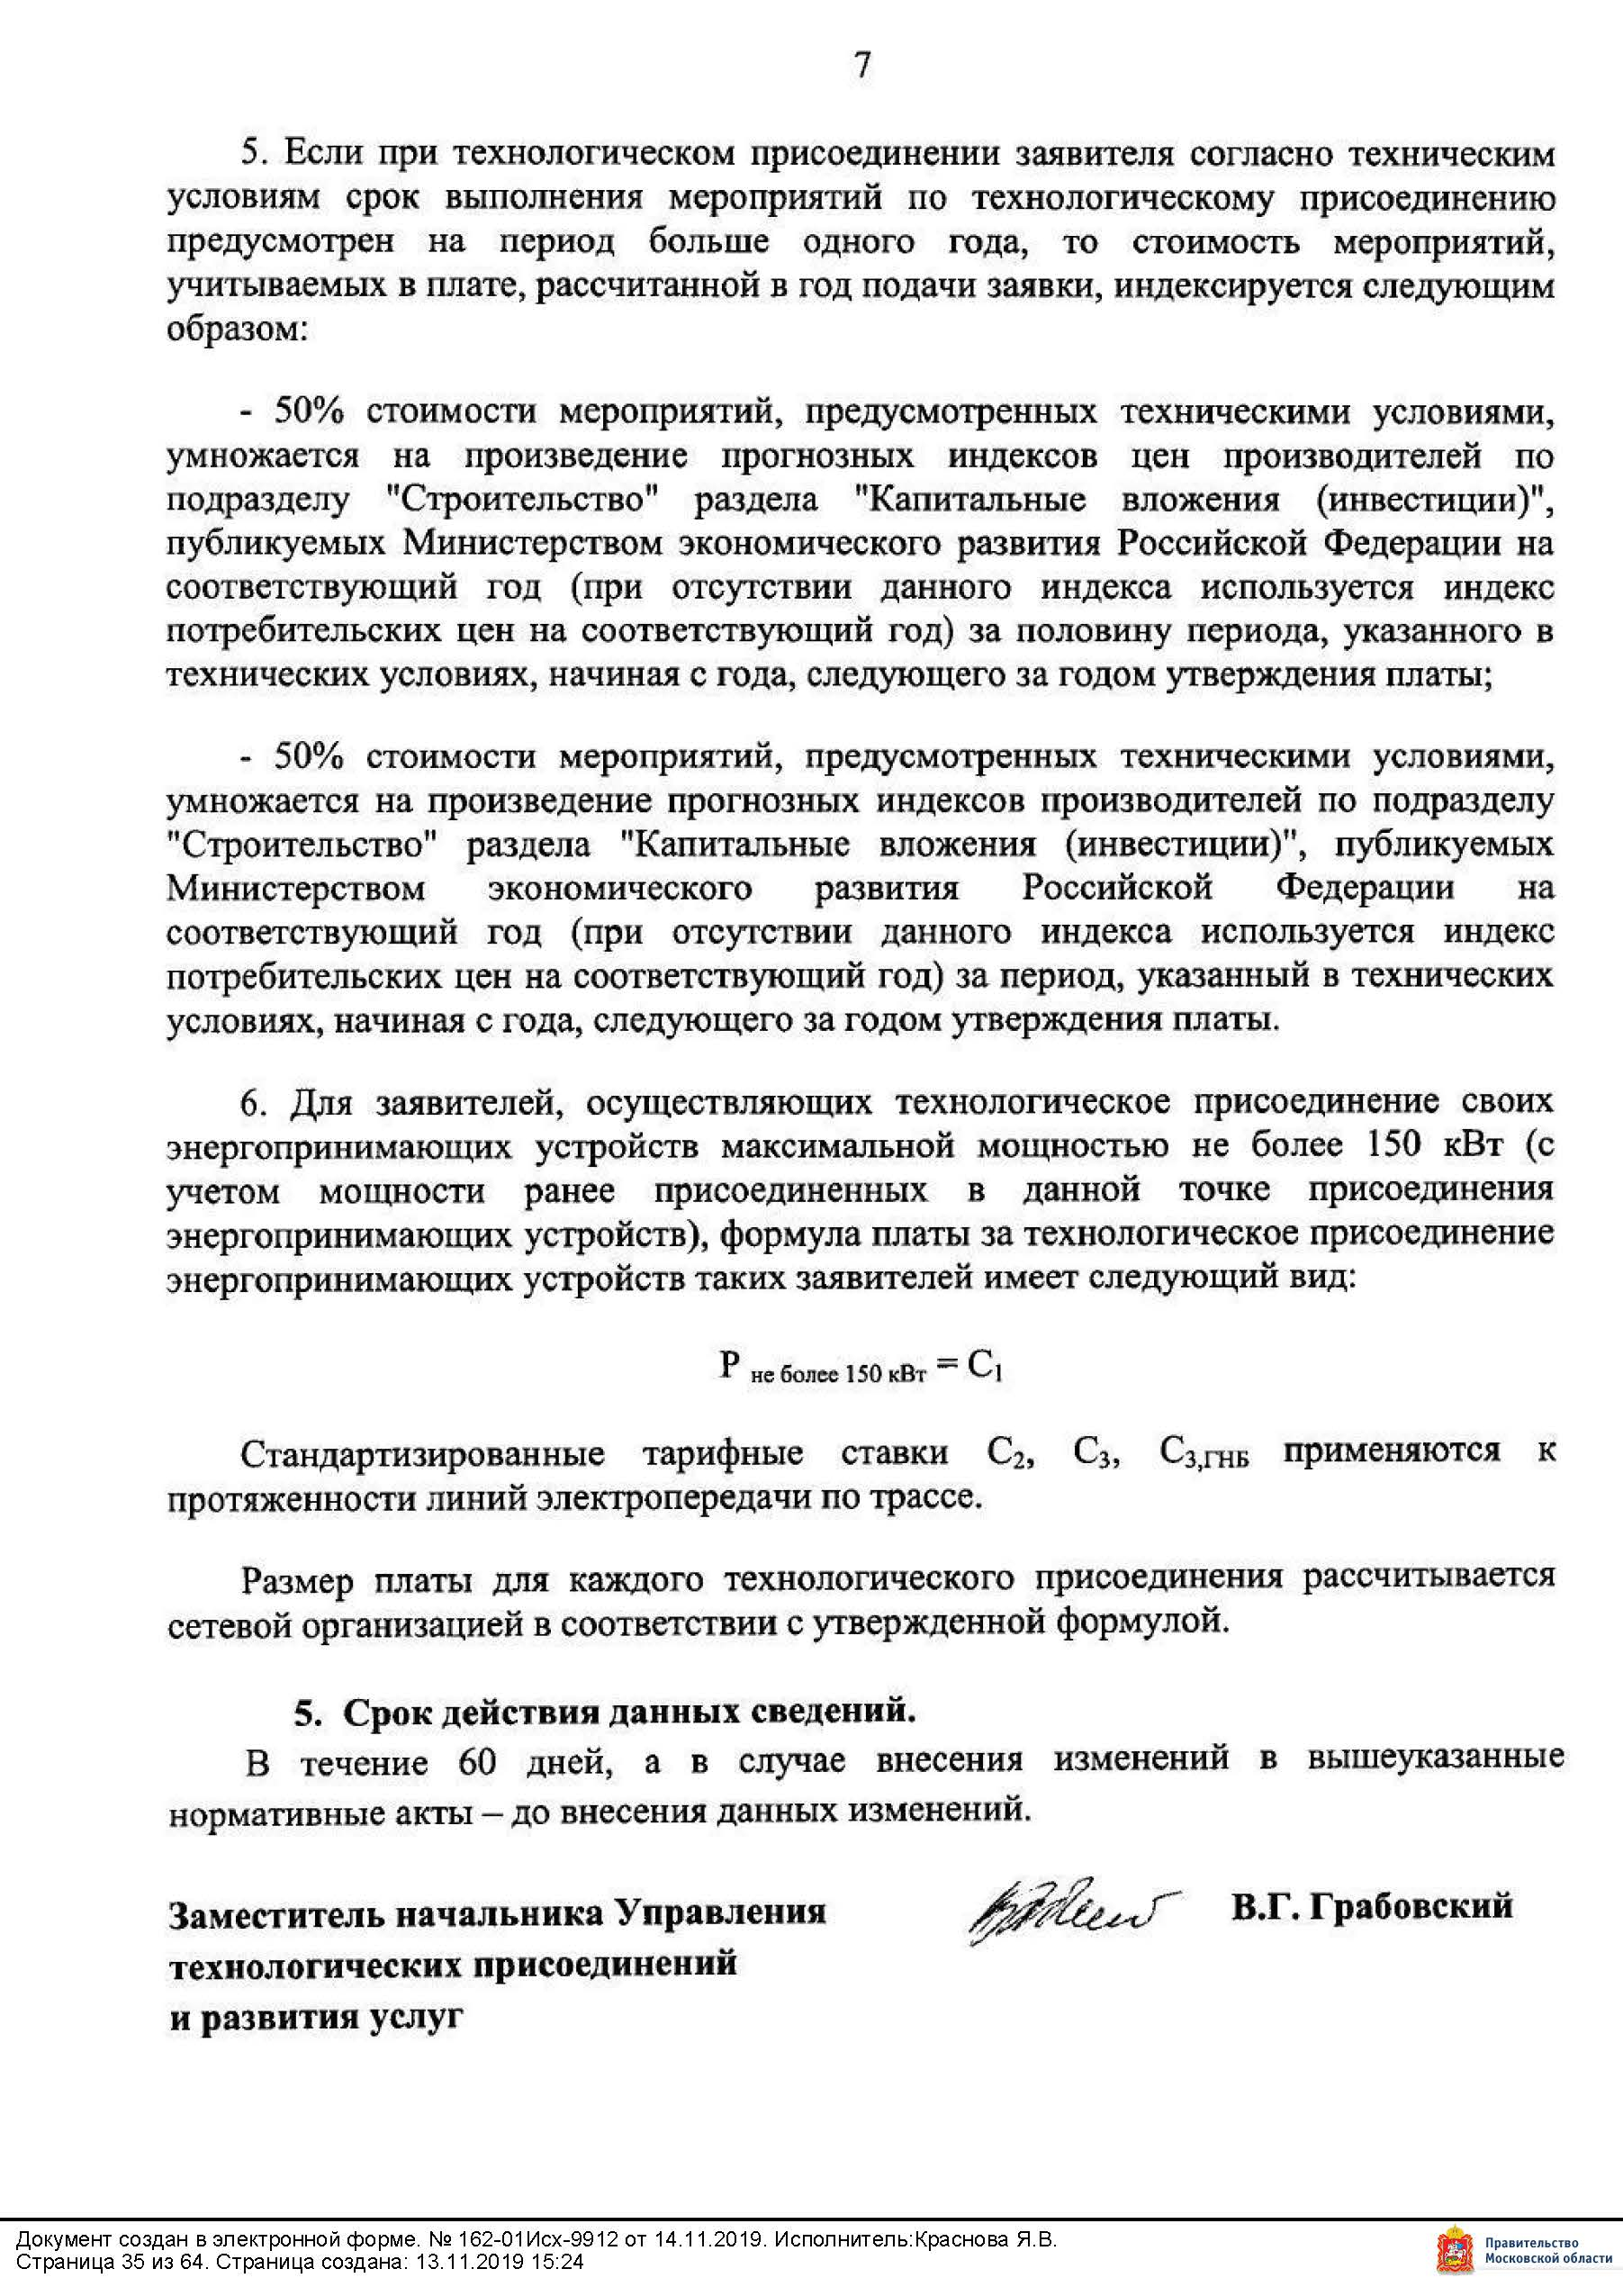 7
5. Если при технологическом присоединении заявителя согласно техническим
условиям срок выполнения мероприятий по технологическому присоединению
предусмотрен на период больше одного года, то стоимость мероприятий,
учитываемых в плате, рассчитанной в год подачи заявки, индексируется следующим
образом:
- 50% стоимости мероприятий, предусмотренных техническими условиями,
умножается на произведение прогнозных индексов цен производителей по
подразделу "Строительство" раздела "Капитальные вложения (инвестиции)",
публикуемых Министерством экономического развития Российской Федерации на
соответствующий год (при отсутствии данного индекса используется индекс
потребительских цен на соответствующий год) за половину периода, указанного в
технических условиях, начиная с года, следующего за годом утверждения платы;
- 50% стоимости мероприятий, предусмотренных техническими условиями,
умножается на произведение прогнозных индексов производителей по подразделу
"Строительство" раздела "Капитальные вложения (инвестиции)", публикуемых
Министерством экономического развития Российской Федерации на
соответствующий год (при отсутствии данного индекса используется индекс
потребительских цен на соответствующий год) за период, указанный в технических
условиях, начиная с года, следующего за годом утверждения платы.
6. Для заявителей, осуществляющих технологическое присоединение своих
энергопринимающих устройств максимальной мощностью не более 150 кВт (с
учетом мощности ранее присоединенных в данной точке присоединения
энергопринимающих устройств), формула платы за технологическое присоединение
энергопринимающих устройств таких заявителей имеет следующий вид:
Р не более 150 кВт = С1
Стандартизированные тарифные ставки С2, С3, С3,ГНБ применяются к
протяженности линий электропередачи по трассе.
Размер платы для каждого технологического присоединения рассчитывается
сетевой организацией в соответствии с утвержденной формулой.
5. Срок действия данных сведений.
В течение 60 дней, а в случае внесения изменений в вышеуказанные
нормативные акты – до внесения данных изменений.
Заместитель начальника Управления В.Г. Грабовский
технологических присоединений
и развития услуг
Документ создан в электронной форме. № 162-01Исх-9912 от 14.11.2019. Исполнитель:Краснова Я.В.
Страница 35 из 64. Страница создана: 13.11.2019 15:24
Правительство
Московской области